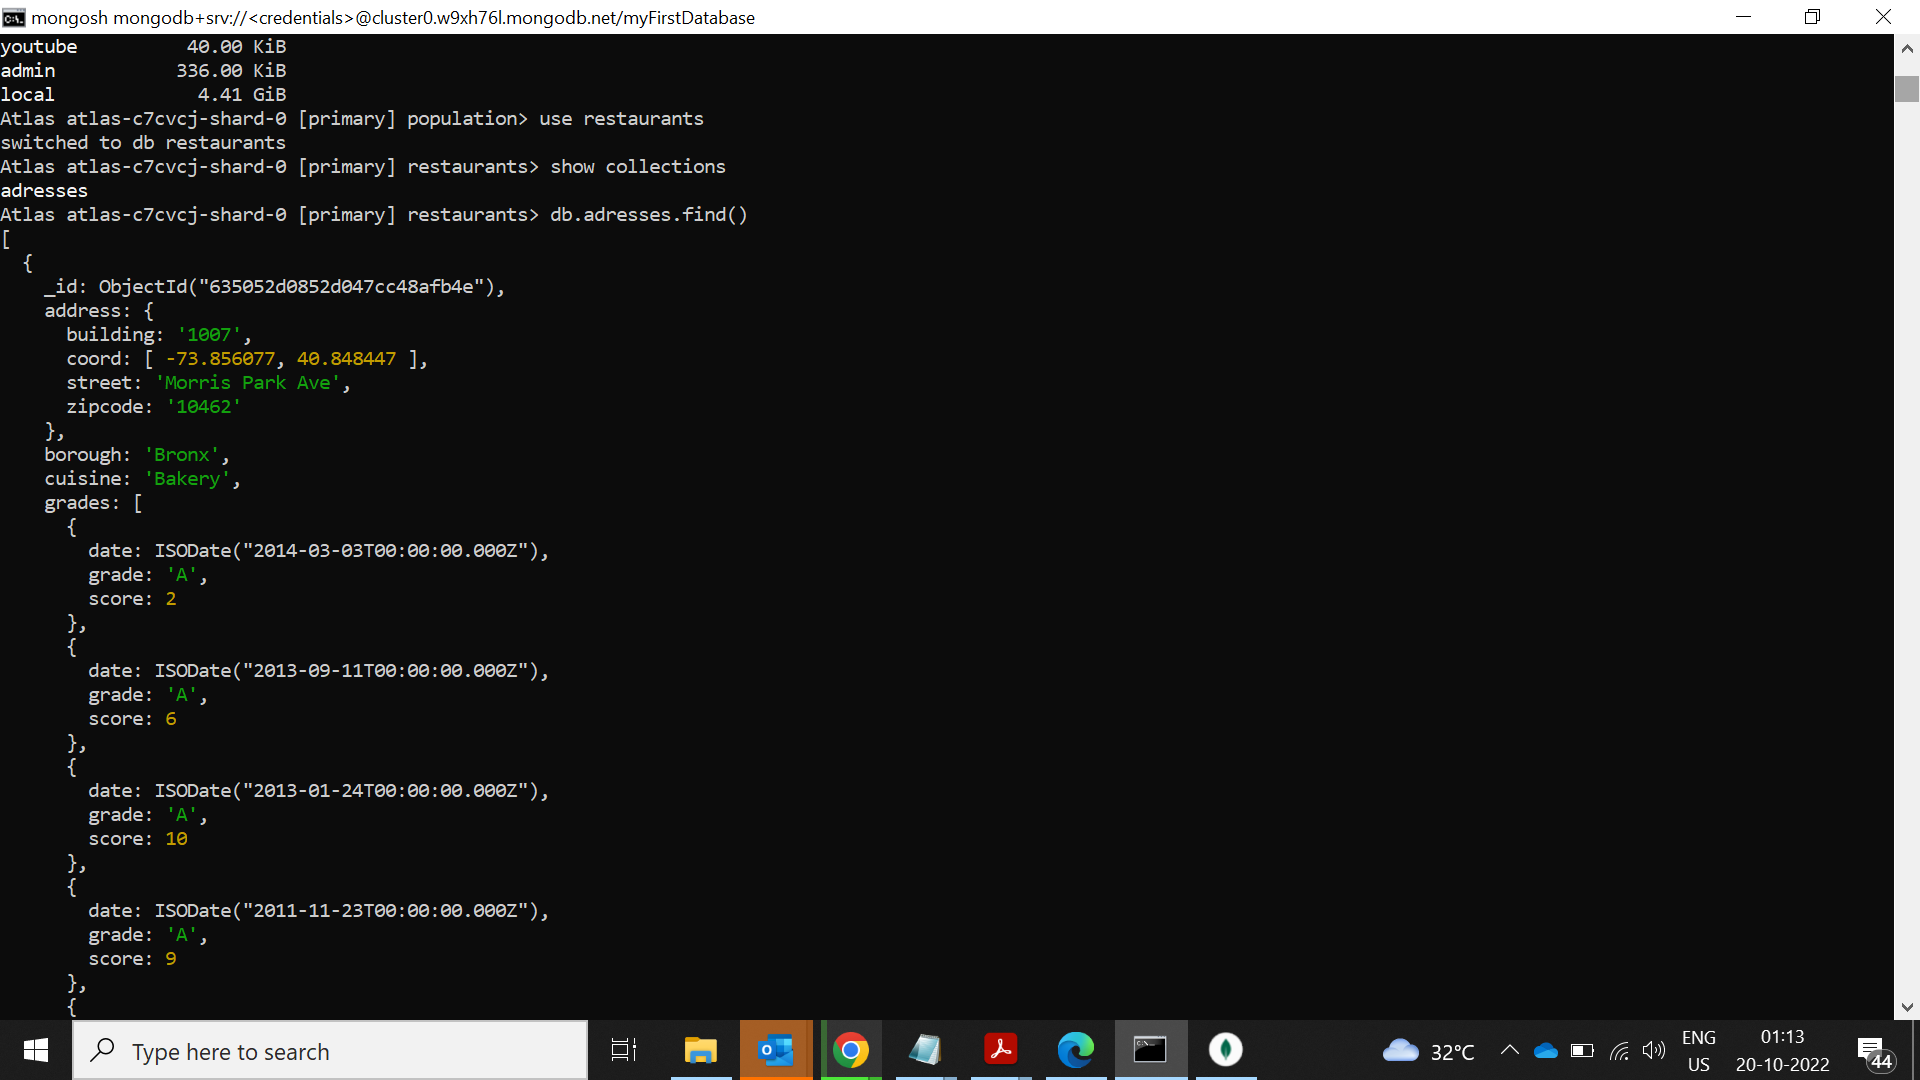 mongosh mongodb+srv://<credentials>@cluster0.w9xh76l.mongodb.net/myFirstDatabase
youtube 40.00 KiB
admin 336.00 KiB
local 4.41 GiB
Atlas atlas-c7cvcj-shard-0 [primary] population> use restaurants
switched to db restaurants
Atlas atlas-c7cvcj-shard-0 [primary] restaurants> show collections
adresses
Atlas atlas-c7cvcj-shard-0 [primary] restaurants> db.adresses.find()
[
  {
    _id: ObjectId("635052d0852d047cc48afb4e"),
    address: {
      building: '1007',
      coord: [ -73.856077, 40.848447 ],
      street: 'Morris Park Ave',
      zipcode: '10462'
    },
    borough: 'Bronx',
    cuisine: 'Bakery',
    grades: [
      {
        date: ISODate("2014-03-03T00:00:00.000Z"),
        grade: 'A',
        score: 2
      },
      {
        date: ISODate("2013-09-11T00:00:00.000Z"),
        grade: 'A',
        score: 6
      },
      {
        date: ISODate("2013-01-24T00:00:00.000Z"),
        grade: 'A',
        score: 10
      },
      {
        date: ISODate("2011-11-23T00:00:00.000Z"),
        grade: 'A',
        score: 9
      },
      {
Type here to search
32°C
ENG
US
01:13
20-10-2022
44